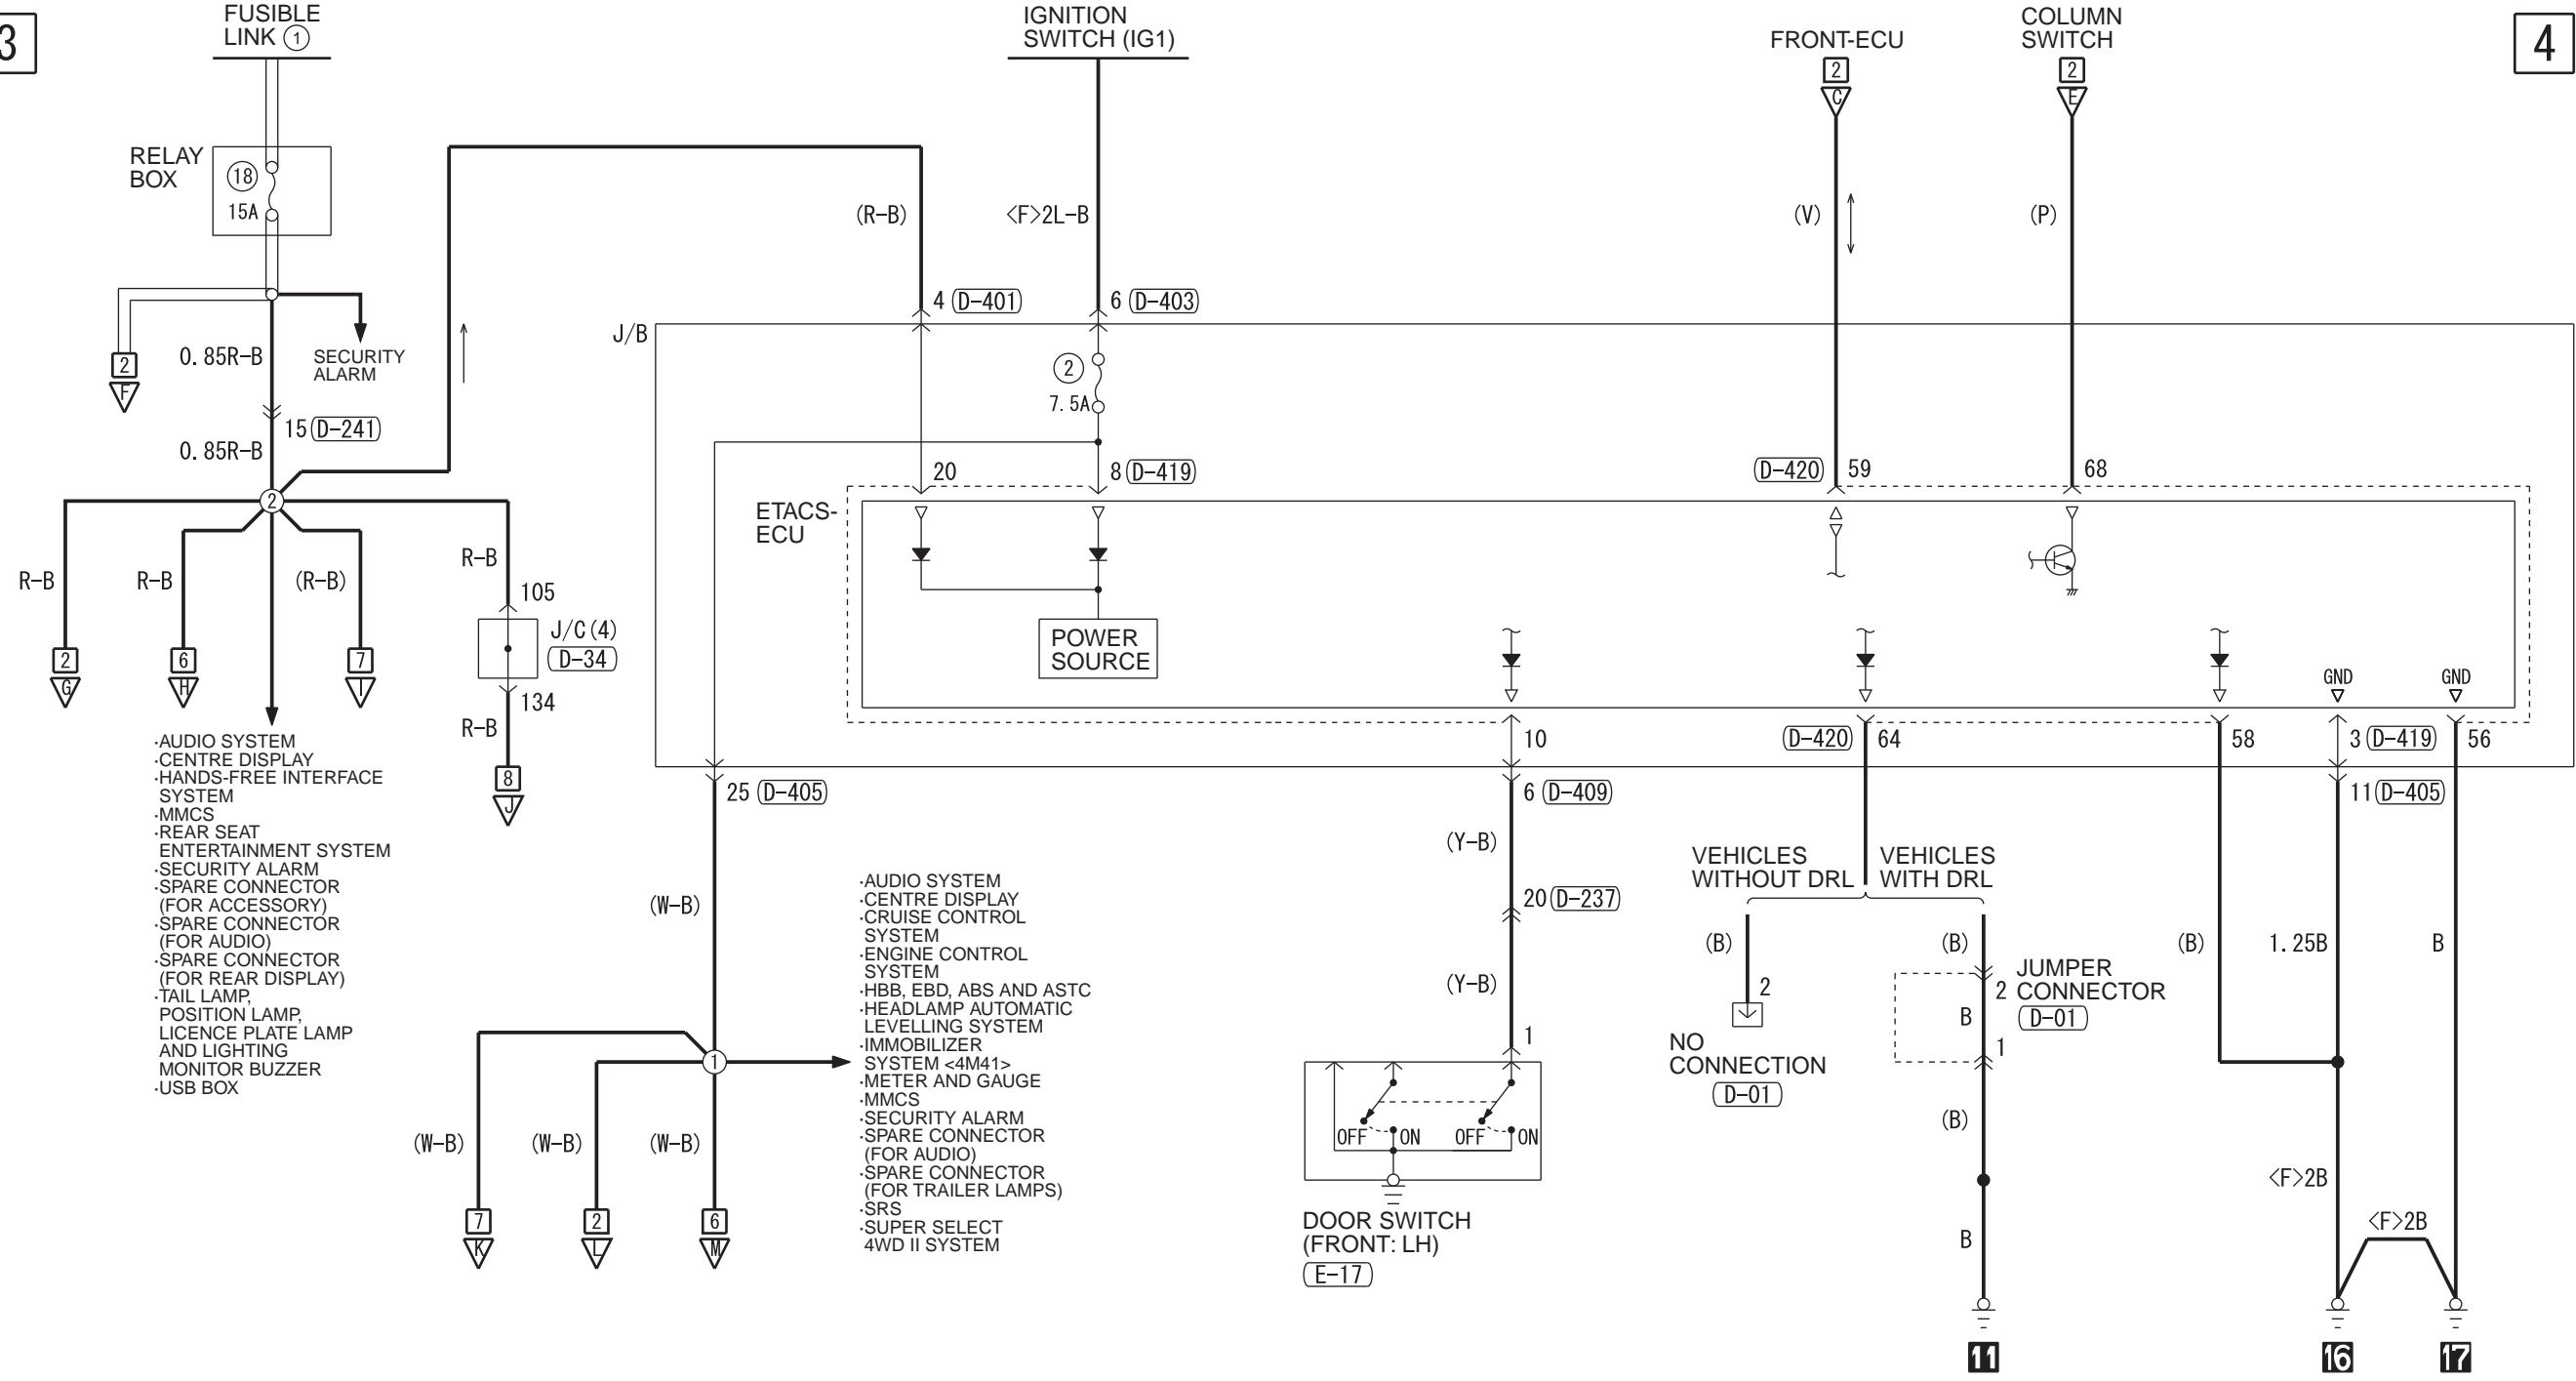 3
FUSIBLE
LINK 1
IGNITION
SWITCH (IG1)
FRONT-ECU
2
C
COLUMN
SWITCH
2
E
4
RELAY
BOX
18
15A
(R-B)
<F>2L-B
(V)
(P)
4 (D-401)
6 (D-403)
J/B
2
F
0.85R-B
SECURITY
ALARM
15 (D-241)
0.85R-B
2
2
7.5A
20
8 (D-419)
(D-420) 59
68
ETACS-
ECU
POWER
SOURCE
GND
GND
R-B
R-B
(R-B)
R-B
105
J/C(4)
D-34
134
R-B
2
G
6
H
7
I
8
J
·AUDIO SYSTEM
·CENTRE DISPLAY
·HANDS-FREE INTERFACE
SYSTEM
·MMCS
·REAR SEAT
ENTERTAINMENT SYSTEM
·SECURITY ALARM
·SPARE CONNECTOR
(FOR ACCESSORY)
·SPARE CONNECTOR
(FOR AUDIO)
·SPARE CONNECTOR
(FOR REAR DISPLAY)
·TAIL LAMP,
POSITION LAMP,
LICENCE PLATE LAMP
AND LIGHTING
MONITOR BUZZER
·USB BOX
10
(D-420) 64
58
3 (D-419)
56
25 (D-405)
6 (D-409)
11 (D-405)
(W-B)
1
·AUDIO SYSTEM
·CENTRE DISPLAY
·CRUISE CONTROL
SYSTEM
·ENGINE CONTROL
SYSTEM
·HBB, EBD, ABS AND ASTC
·HEADLAMP AUTOMATIC
LEVELLING SYSTEM
·IMMOBILIZER
SYSTEM <4M41>
·METER AND GAUGE
·MMCS
·SECURITY ALARM
·SPARE CONNECTOR
(FOR AUDIO)
·SPARE CONNECTOR
(FOR TRAILER LAMPS)
·SRS
·SUPER SELECT
4WD II SYSTEM
(W-B)
(W-B)
(W-B)
7
K
2
L
6
M
(Y-B)
20 (D-237)
(Y-B)
1
OFF
ON
OFF
ON
DOOR SWITCH
(FRONT: LH)
E-17
VEHICLES
WITHOUT DRL
VEHICLES
WITH DRL
(B)
2
NO
CONNECTION
D-01
(B)
2
JUMPER
CONNECTOR
D-01
B
1
(B)
B
11
(B)
1.25B
B
<F>2B
<F>2B
16
17